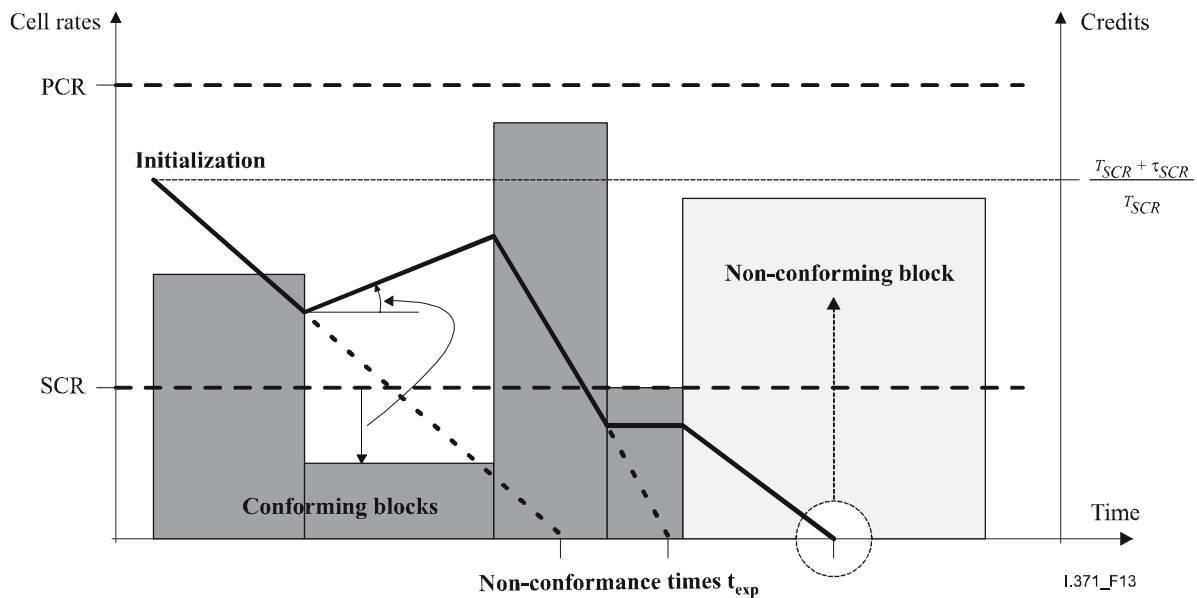 Cell rates
Credits
PCR
Initialization
T_SCR + τ_SCR
T_SCR
Non-conforming block
SCR
Conforming blocks
Time
Non-conformance times t_exp
I.371_F13